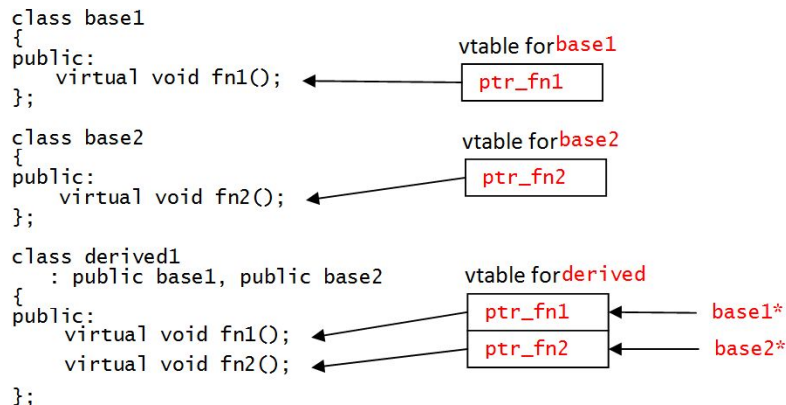 class base1
{
public:
virtual void fn1();
};
vtable for base1
ptr_fn1
class base2
{
public:
virtual void fn2();
};
vtable for base2
ptr_fn2
class derived1
: public base1, public base2
{
public:
virtual void fn1();
virtual void fn2();
};
vtable for derived
ptr_fn1
base1*
ptr_fn2
base2*